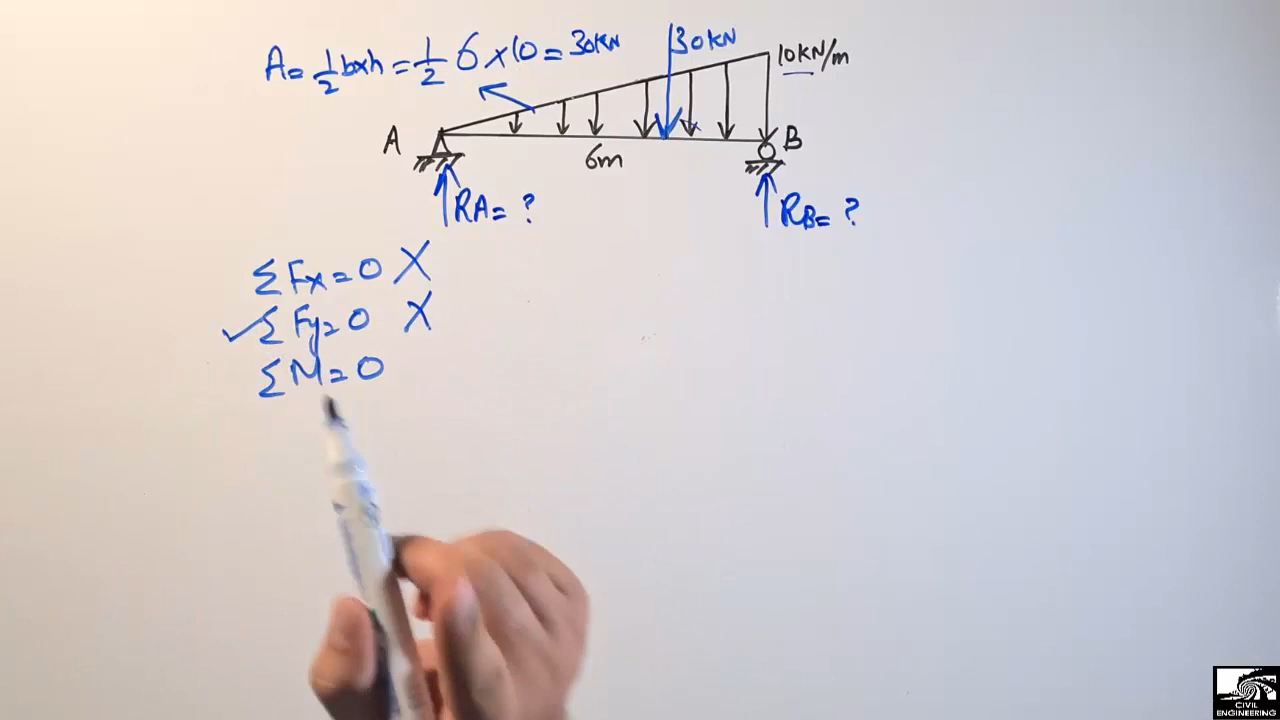 A = 1/2 b×h = 1/2 6 × 10 = 30KN
30KN
10KN/m
A
B
6m
RA = ?
RB = ?
ΣFx = 0 X
✓ΣFy = 0 X
ΣM = 0
CIVIL
ENGINEERING